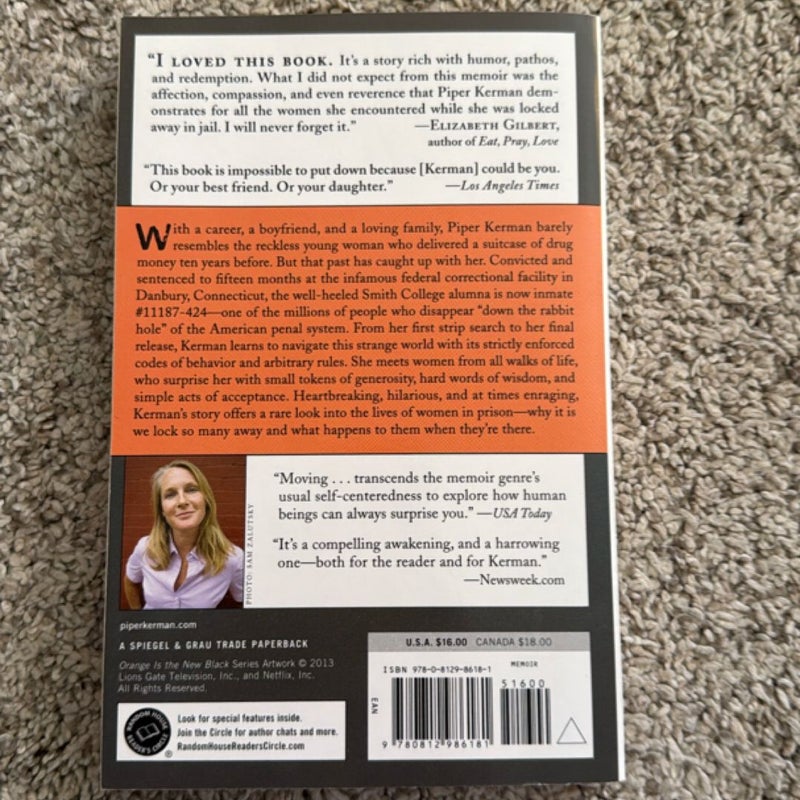 “I LOVED THIS BOOK. It’s a story rich with humor, pathos,
and redemption. What I did not expect from this memoir was the
affection, compassion, and even reverence that Piper Kerman dem-
onstrates for all the women she encountered while she was locked
away in jail. I will never forget it.” —ELIZABETH GILBERT,
author of Eat, Pray, Love
“This book is impossible to put down because [Kerman] could be you.
Or your best friend. Or your daughter.” —Los Angeles Times
With a career, a boyfriend, and a loving family, Piper Kerman barely
resembles the reckless young woman who delivered a suitcase of drug
money ten years before. But that past has caught up with her. Convicted and
sentenced to fifteen months at the infamous federal correctional facility in
Danbury, Connecticut, the well-heeled Smith College alumna is now inmate
#11187-424—one of the millions of people who disappear “down the rabbit
hole” of the American penal system. From her first strip search to her final
release, Kerman learns to navigate this strange world with its strictly enforced
codes of behavior and arbitrary rules. She meets women from all walks of life,
who surprise her with small tokens of generosity, hard words of wisdom, and
simple acts of acceptance. Heartbreaking, hilarious, and at times enraging,
Kerman’s story offers a rare look into the lives of women in prison—why it is
we lock so many away and what happens to them when they’re there.
PHOTO: SAM ZALUTSKY
“Moving . . . transcends the memoir genre’s
usual self-centeredness to explore how human
beings can always surprise you.” —USA Today
“It’s a compelling awakening, and a harrowing
one—both for the reader and for Kerman.”
—Newsweek.com
piperkerman.com
A SPIEGEL & GRAU TRADE PAPERBACK
Orange Is the New Black Series Artwork © 2013
Lions Gate Television, Inc., and Netflix, Inc.
All Rights Reserved.
RANDOM HOUSE READER'S CIRCLE ®
Look for special features inside.
Join the Circle for author chats and more.
RandomHouseReadersCircle.com
U.S.A. $16.00 CANADA $18.00
ISBN 978-0-8129-8618-1 MEMOIR
51600
EAN
9 780812 986181